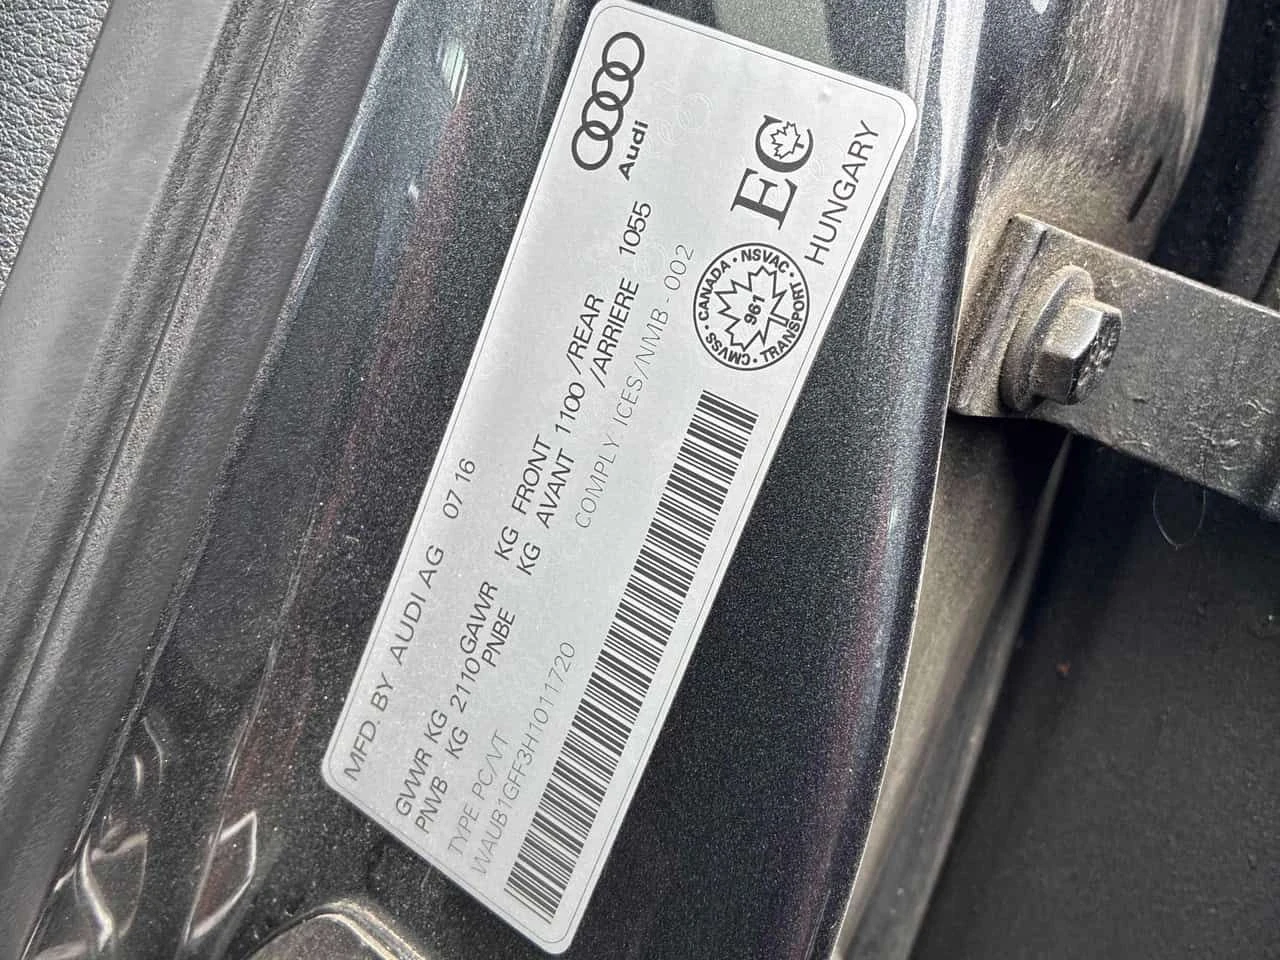 Audi
MFD. BY AUDI AG 07 16
GVWR KG 2110 GAWR KG FRONT 1100 /REAR 1055
PNVB KG PNBE KG AVANT /ARRIERE
TYPE PC/VT COMPLY ICES/NMB-002
WAUB1GFF3H1011720
CMVSS · CANADA · NSVAC · TRANSPORT ·
961
EC
HUNGARY